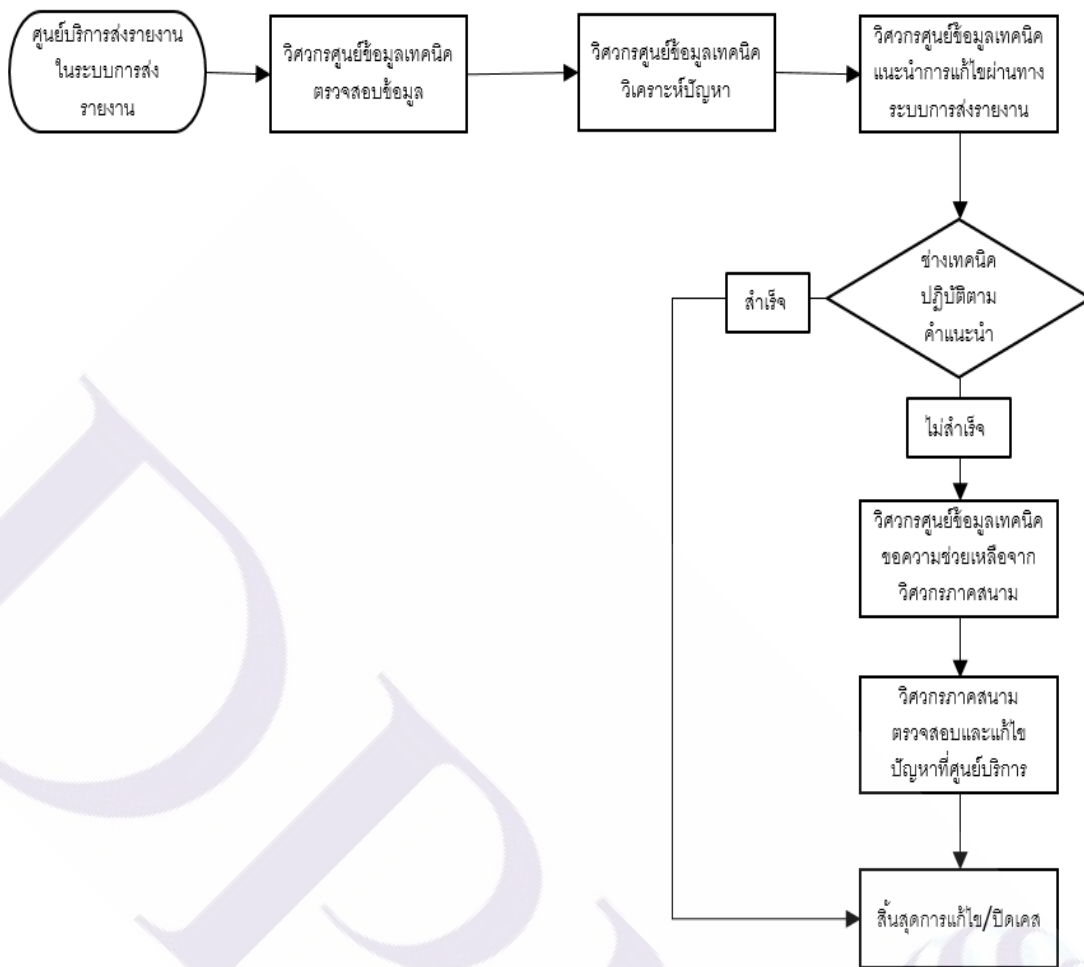 ศูนย์บริการส่งรายงาน
ในระบบการส่ง
รายงาน
วิศวกรศูนย์ข้อมูลเทคนิค
ตรวจสอบข้อมูล
วิศวกรศูนย์ข้อมูลเทคนิค
วิเคราะห์ปัญหา
วิศวกรศูนย์ข้อมูลเทคนิค
แนะนำการแก้ไขผ่านทาง
ระบบการส่งรายงาน
ช่างเทคนิค
ปฏิบัติตาม
คำแนะนำ
สำเร็จ
ไม่สำเร็จ
วิศวกรศูนย์ข้อมูลเทคนิค
ขอความช่วยเหลือจาก
วิศวกรภาคสนาม
วิศวกรภาคสนาม
ตรวจสอบและแก้ไข
ปัญหาที่ศูนย์บริการ
สิ้นสุดการแก้ไข/ปิดเคส